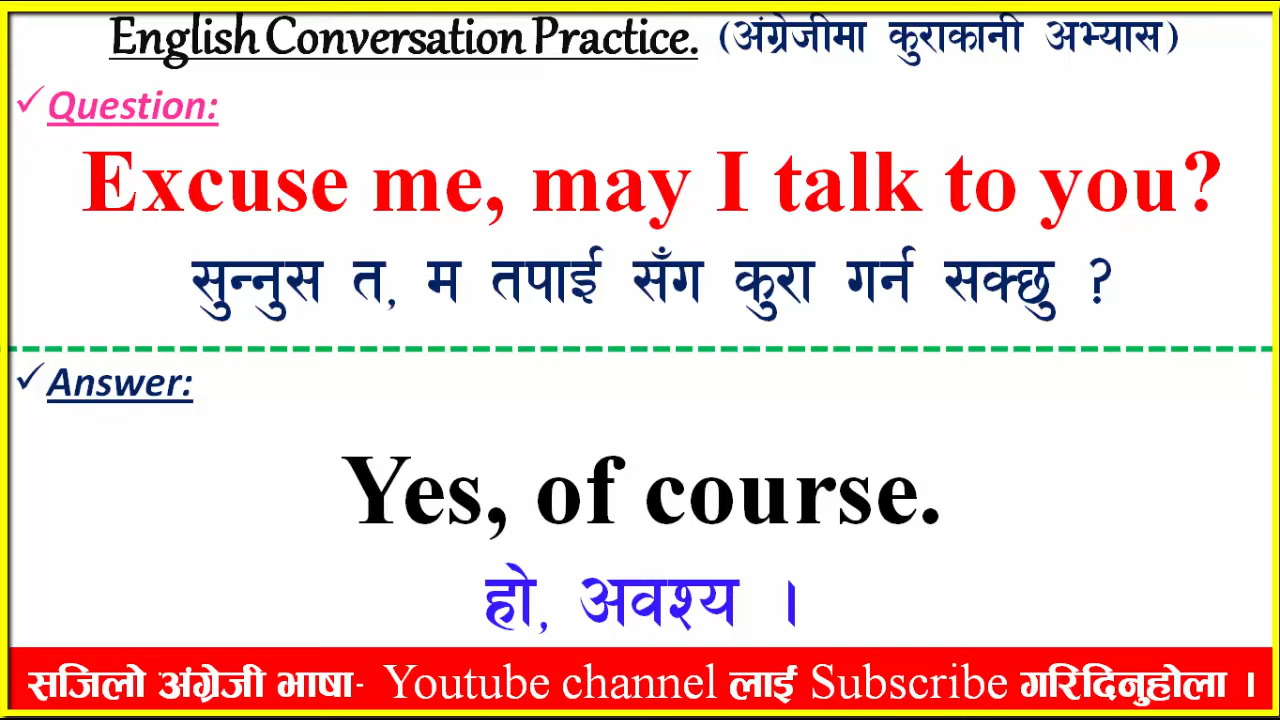 English Conversation Practice. (अंग्रेजीमा कुराकानी अभ्यास)
Question:
Excuse me, may I talk to you?
सुन्नुस त, म तपाई सँग कुरा गर्न सक्छु ?
Answer:
Yes, of course.
हो, अवश्य ।
सजिलो अंग्रेजी भाषा- Youtube channel लाई Subscribe गरिदिनुहोला ।